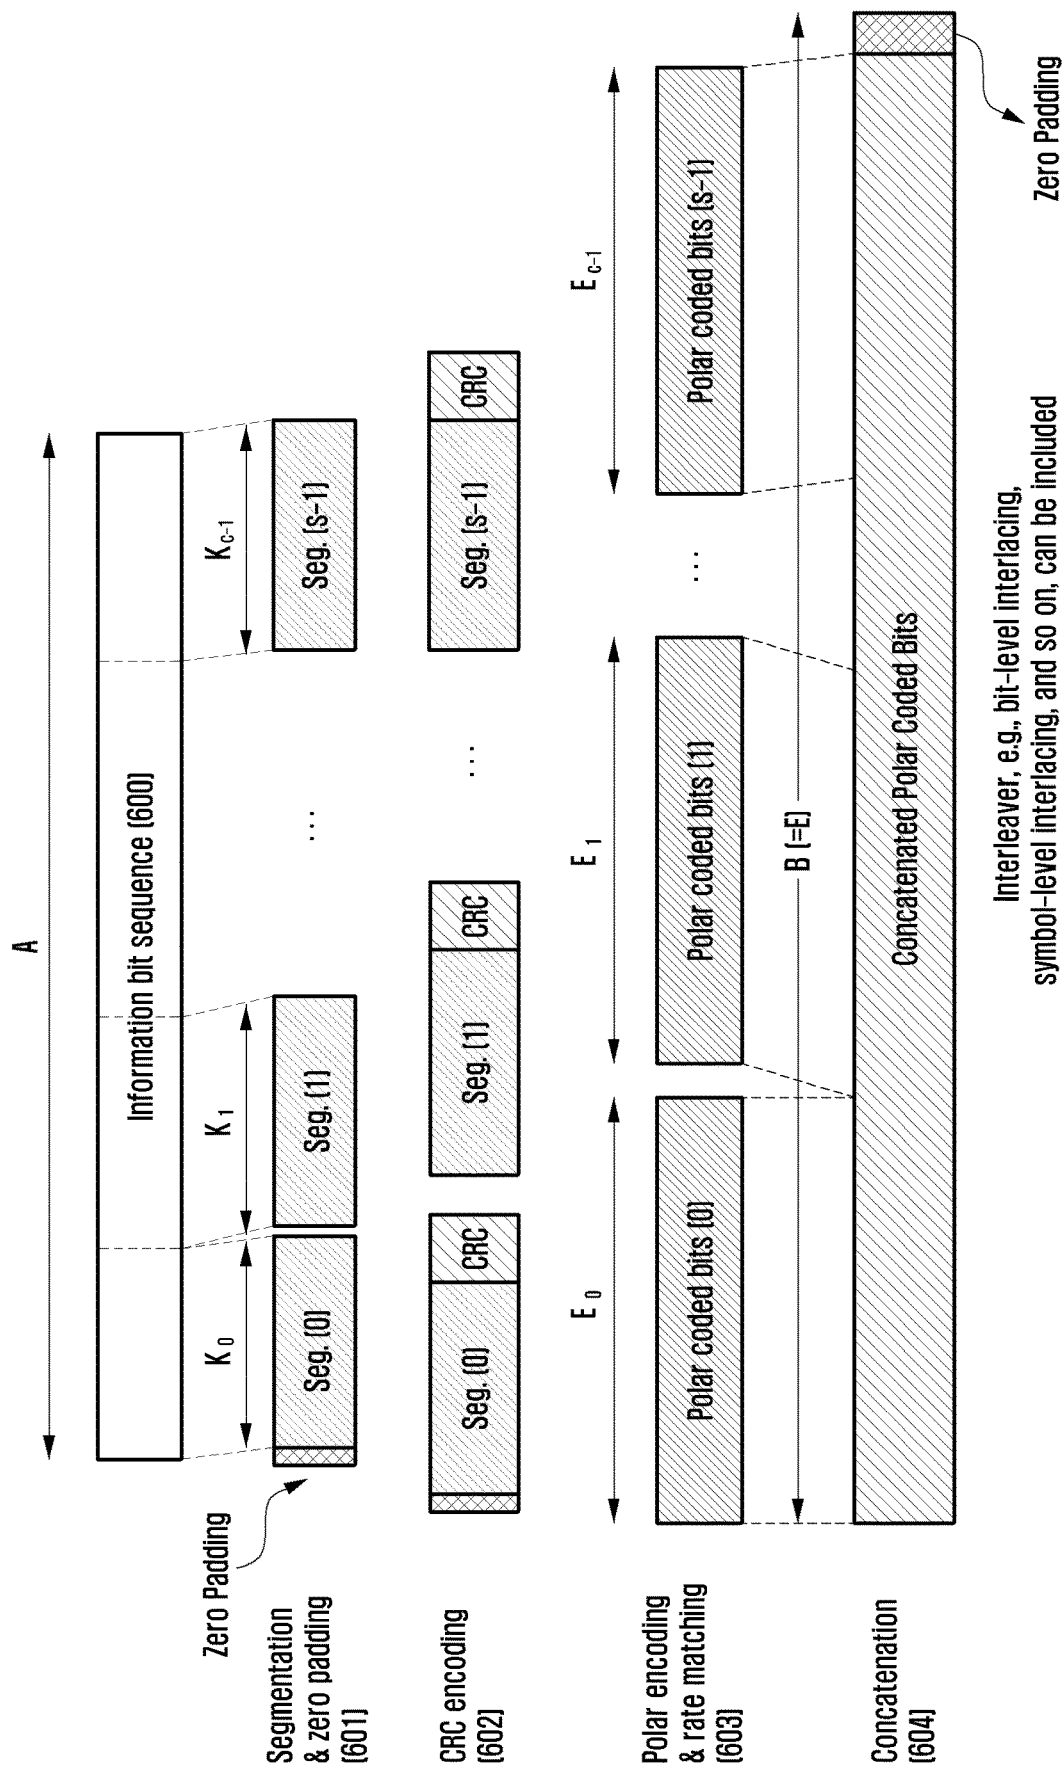 A
Information bit sequence (600)
Zero Padding
K0
K1
Kc-1
Segmentation
& zero padding
(601)
Seg. (0)
Seg. (1)
...
Seg. (s-1)
CRC encoding
(602)
Seg. (0)
CRC
Seg. (1)
CRC
...
Seg. (s-1)
CRC
E0
E1
Ec-1
Polar encoding
& rate matching
(603)
Polar coded bits (0)
Polar coded bits (1)
...
Polar coded bits (s-1)
B (=E)
Concatenation
(604)
Concatenated Polar Coded Bits
Zero Padding
Interleaver, e.g., bit-level interlacing,
symbol-level interlacing, and so on, can be included